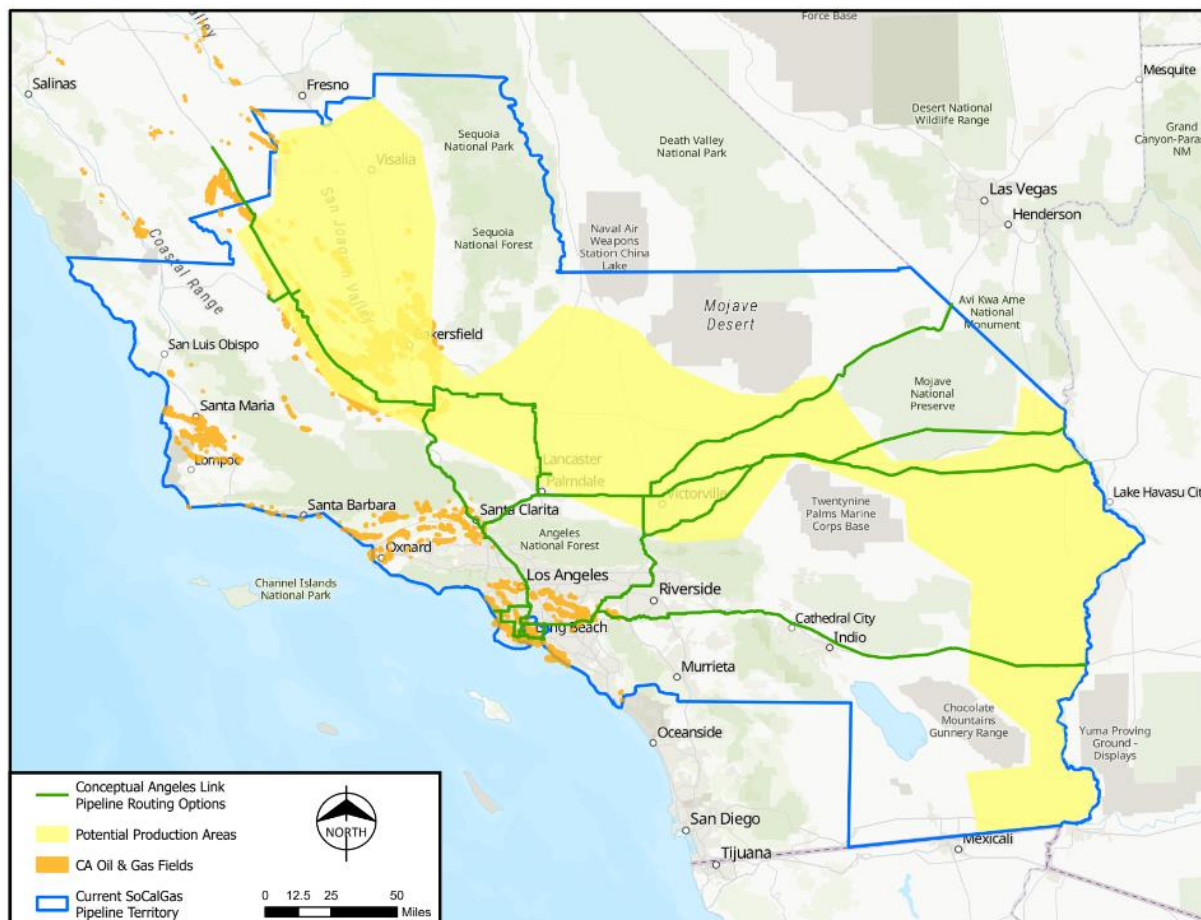 Force Base
Valley
Mesquite
Salinas
Fresno
Desert National
Wildlife Range
Grand
NM
Sequoia
National Park
Death Valley
National Park
Visalia
Las Vegas
Henderson
San Joaquin Valley
Naval Air
Weapons
Station China
Lake
Sequoia
National Forest
Coastal Range
Mojave
Desert
Avi Kwa Ame
National
Monument
kersfield
San Luis Obispo
Mojave
National
Preserve
Santa Maria
Lompoc
Lancaster
Palmdale
Victorville
Lake Havasu Cit
Twentynine
Palms Marine
Corps Base
Santa Barbara
Santa Clarita
Angeles
National Forest
Oxnard
Channel Islands
National Park
Los Angeles
Riverside
Cathedral City
Indio
Long Beach
Murrieta
Chocolate
Mountains
Gunnery Range
Yuma Proving
Ground -
Displays
Oceanside
San Diego
Mexicali
Tijuana
Conceptual Angeles Link
Pipeline Routing Options
Potential Production Areas
CA Oil & Gas Fields
Current SoCalGas
Pipeline Territory
NORTH
0 12.5 25 50
Miles